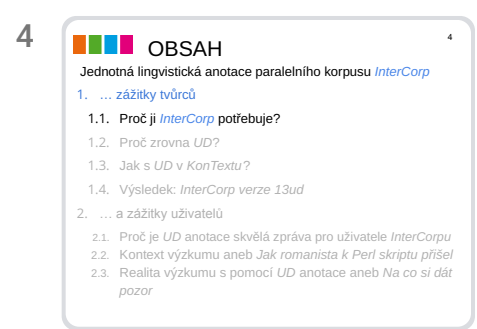 4
4
OBSAH
Jednotná lingvistická anotace paralelního korpusu InterCorp
1. … zážitky tvůrců
1.1. Proč ji InterCorp potřebuje?
1.2. Proč zrovna UD?
1.3. Jak s UD v KonTextu?
1.4. Výsledek: InterCorp verze 13ud
2. … a zážitky uživatelů
2.1. Proč je UD anotace skvělá zpráva pro uživatele InterCorpu
2.2. Kontext výzkumu aneb Jak romanista k Perl skriptu přišel
2.3. Realita výzkumu s pomocí UD anotace aneb Na co si dát
pozor